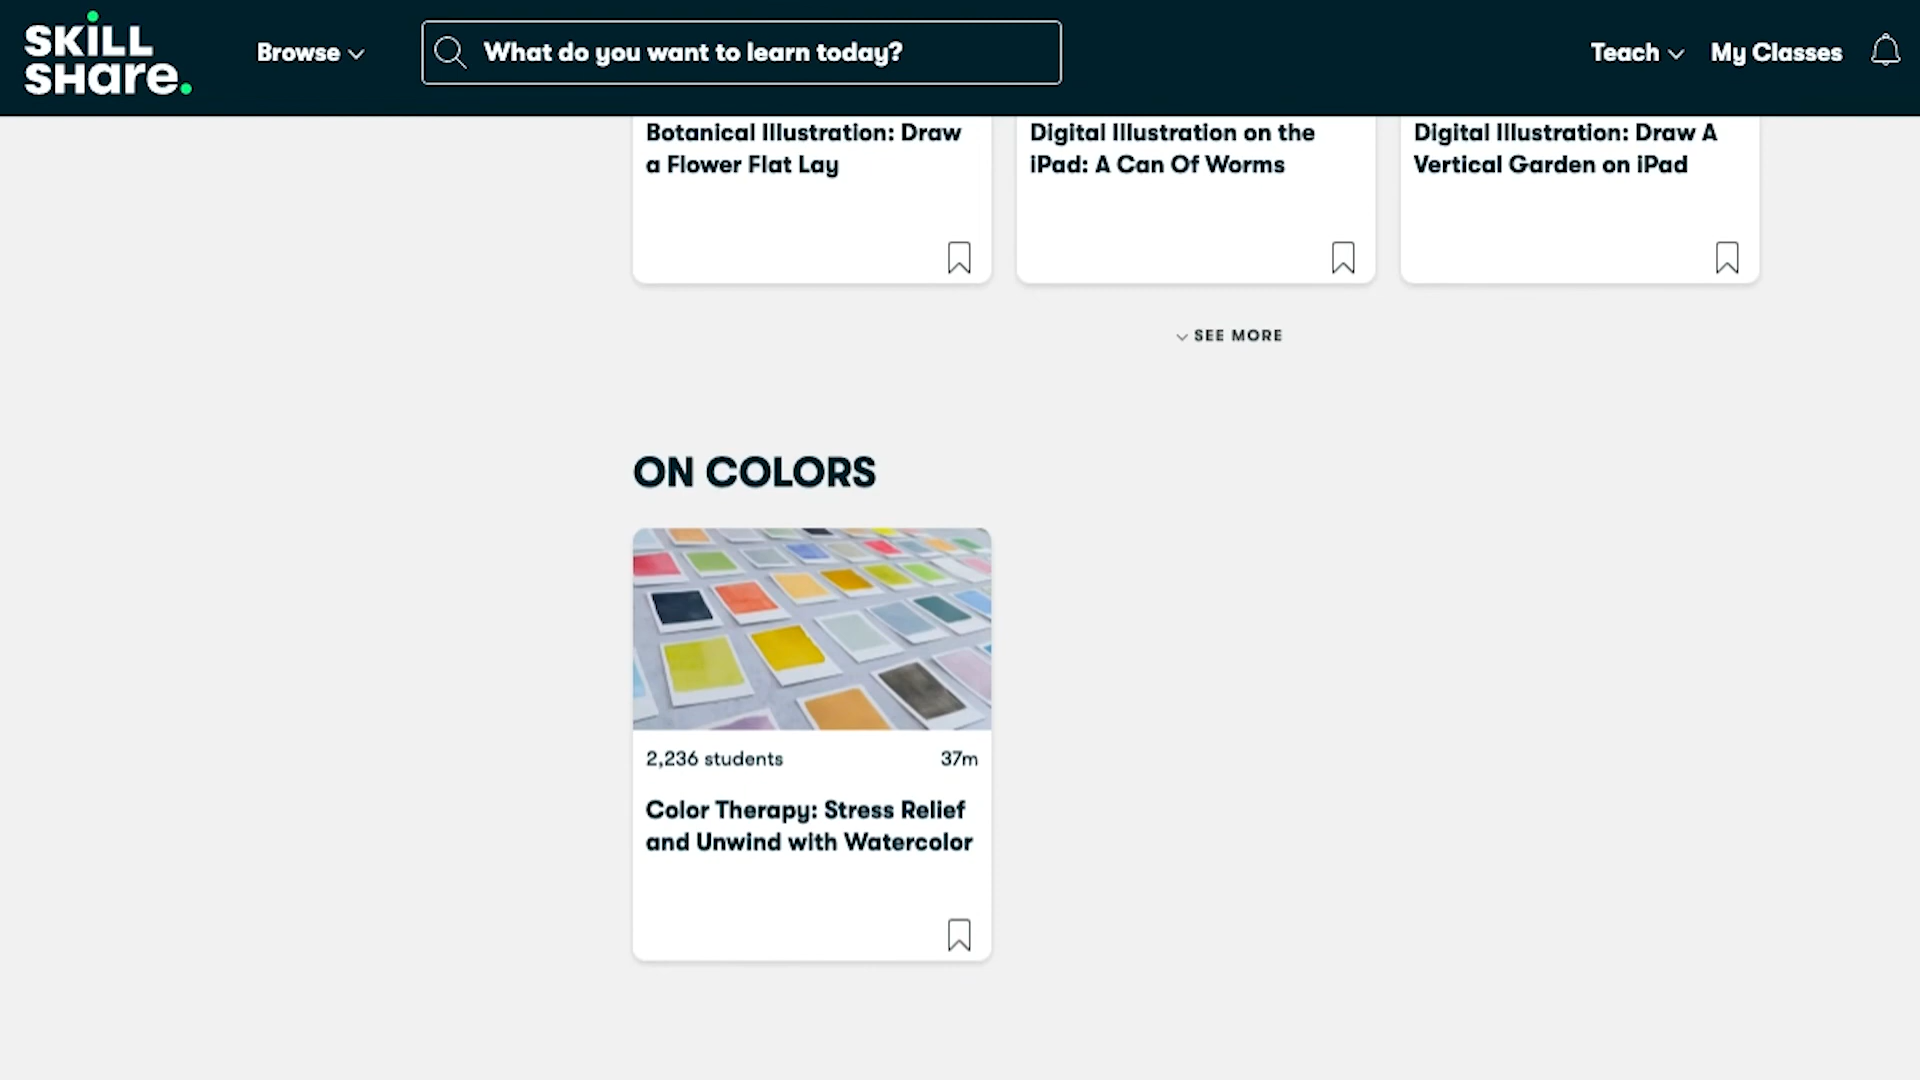 SKILL
SHare.
Browse
What do you want to learn today?
Teach
My Classes
Botanical Illustration: Draw
a Flower Flat Lay
Digital Illustration on the
iPad: A Can Of Worms
Digital Illustration: Draw A
Vertical Garden on iPad
SEE MORE
ON COLORS
2,236 students
37m
Color Therapy: Stress Relief
and Unwind with Watercolor